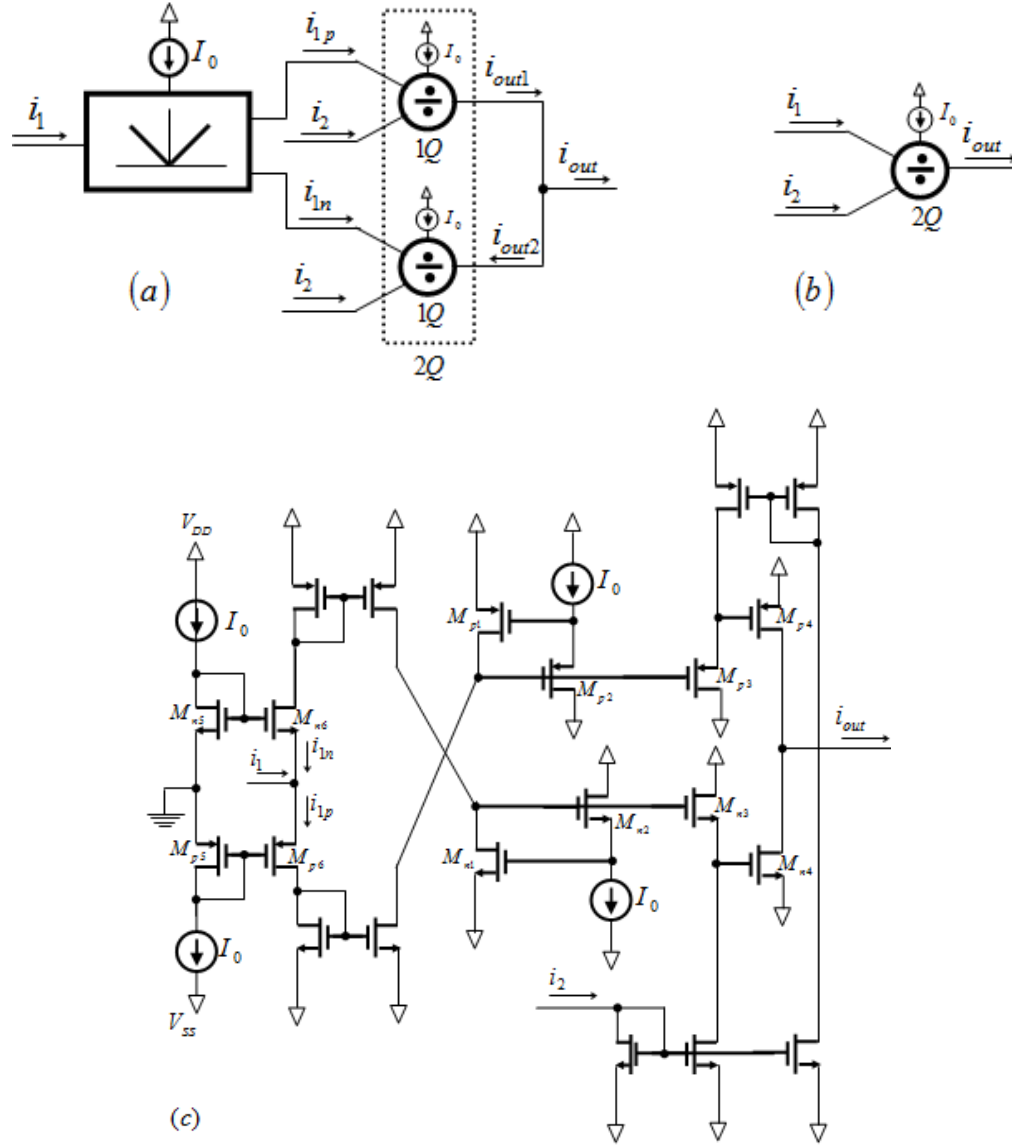 i1
I0
i1p
i2
I0
1Q
iout1
iout
i1n
i2
I0
1Q
iout2
2Q
(a)
i1
i2
I0
2Q
iout
(b)
VDD
I0
Mn5
Mn6
i1
i1n
i1p
Mp5
Mp6
I0
VSS
Mp1
I0
Mp2
Mp3
Mp4
iout
Mn1
Mn2
Mn3
Mn4
I0
i2
(c)